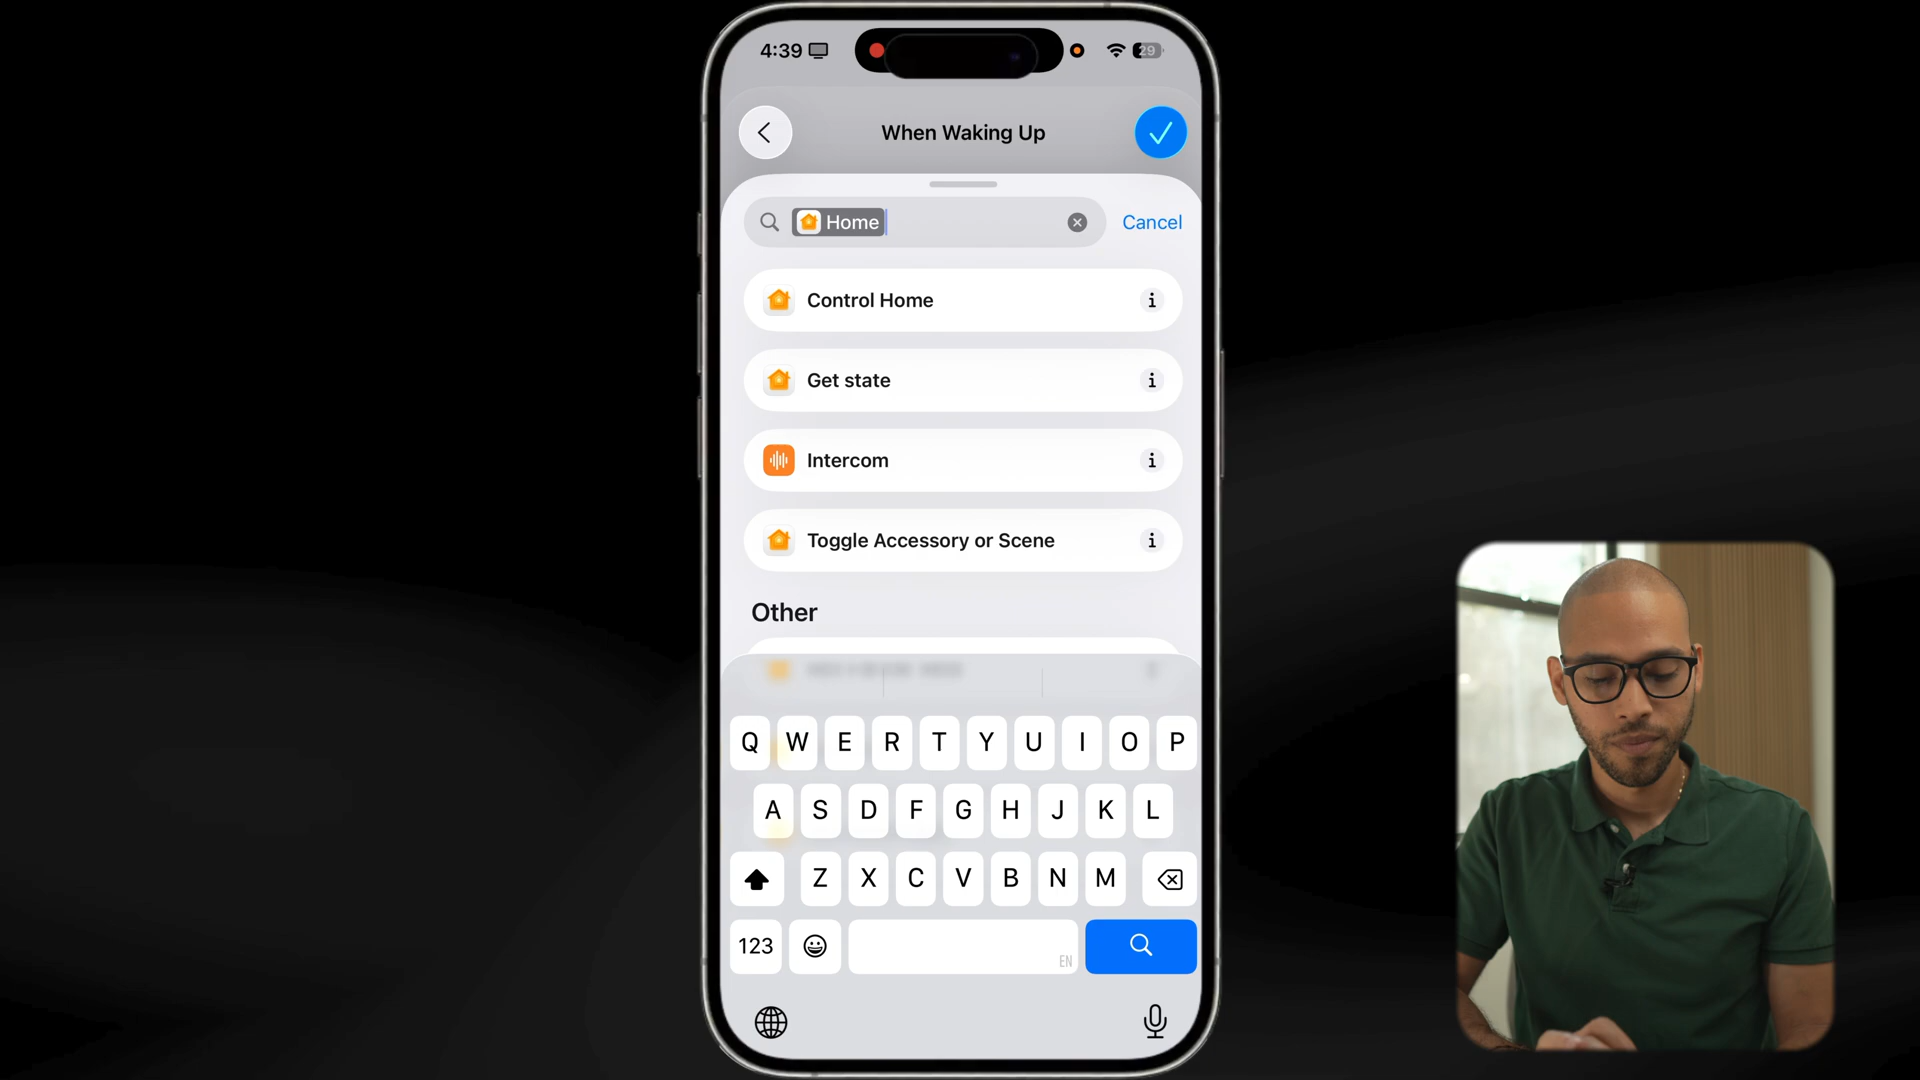 4:39
29
When Waking Up
Home
Cancel
Control Home
Get state
Intercom
Toggle Accessory or Scene
Other
Q W E R T Y U I O P
A S D F G H J K L
Z X C V B N M
123
EN